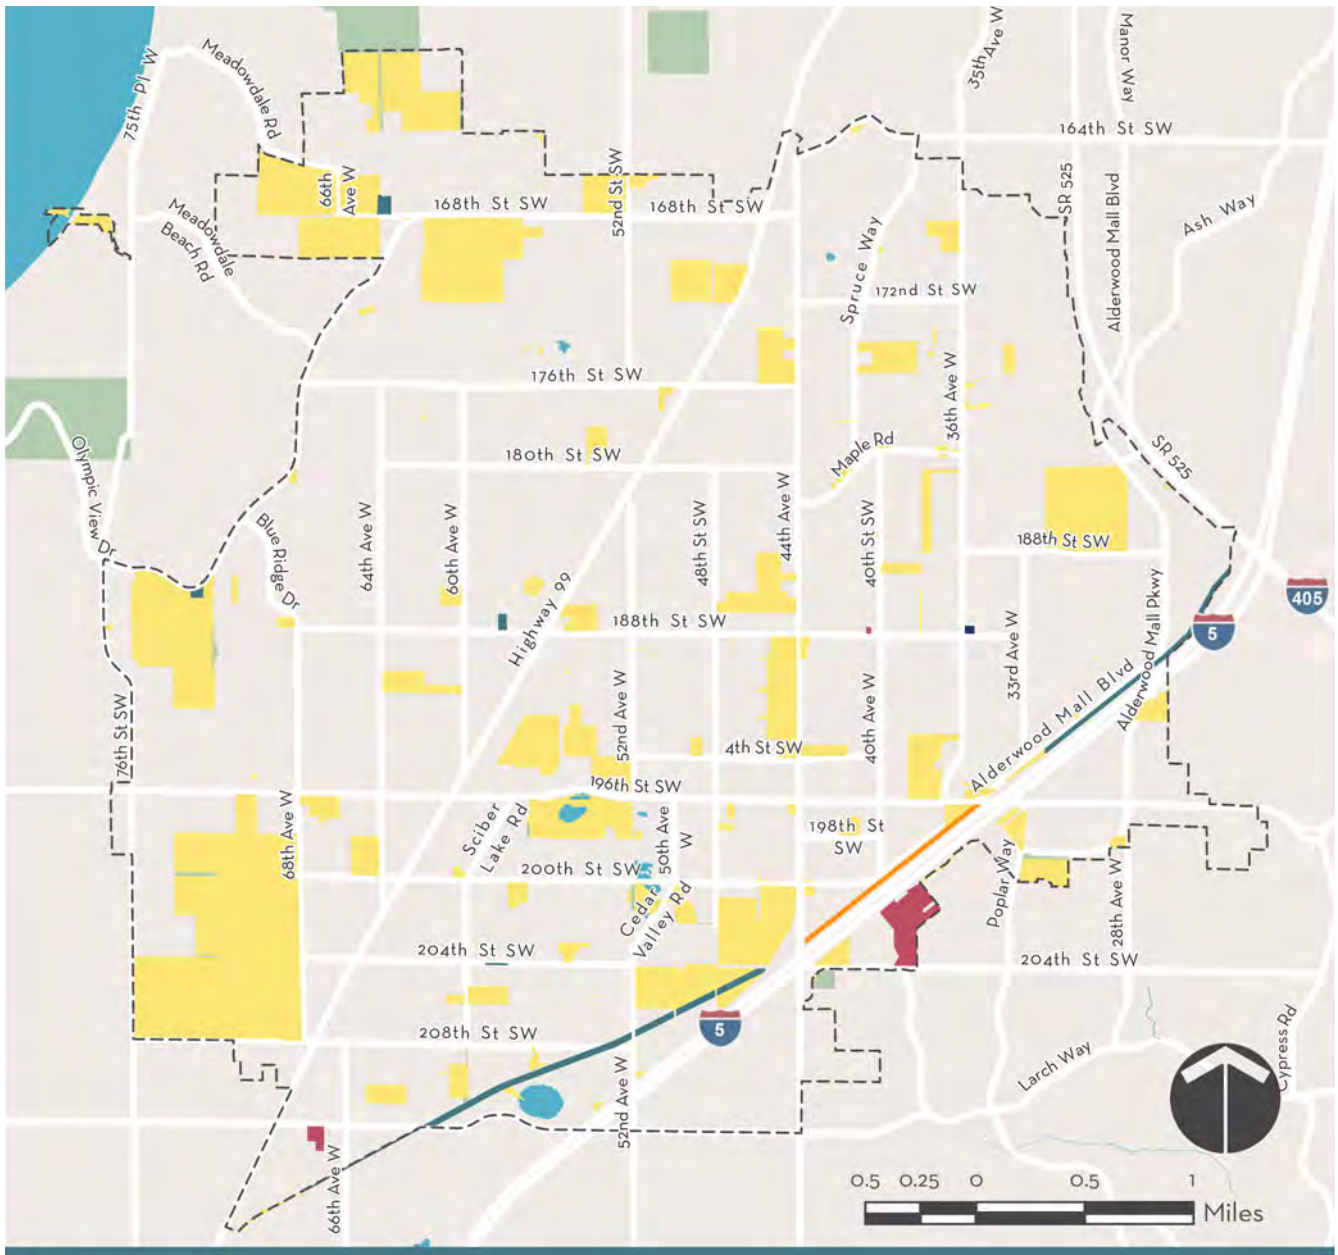 75th Pl W
Meadowdale Rd
35th Ave W
Manor Way
164th St SW
SR 525
Alderwood Mall Blvd
Ash Way
66th
Ave W
168th St SW
52nd St SW
168th St SW
Meadowdale
Beach Rd
Spruce Way
172nd St SW
176th St SW
36th Ave W
Maple Rd
180th St SW
SR 525
Olympic View Dr
Blue Ridge Dr
64th Ave W
60th Ave W
Highway 99
48th St SW
44th Ave W
40th St SW
188th St SW
405
188th St SW
5
33rd Ave W
Alderwood Mall Pkwy
76th St SW
52nd Ave W
40th Ave W
4th St SW
Alderwood Mall Blvd
196th St SW
68th Ave W
Sciber
Lake Rd
50th Ave
W
198th St
SW
200th St SW
Cedar
Valley Rd
Poplar Way
28th Ave W
204th St SW
204th St SW
5
208th St SW
52nd Ave W
66th Ave W
Larch Way
Cypress Rd
0.5 0.25 0 0.5 1
Miles